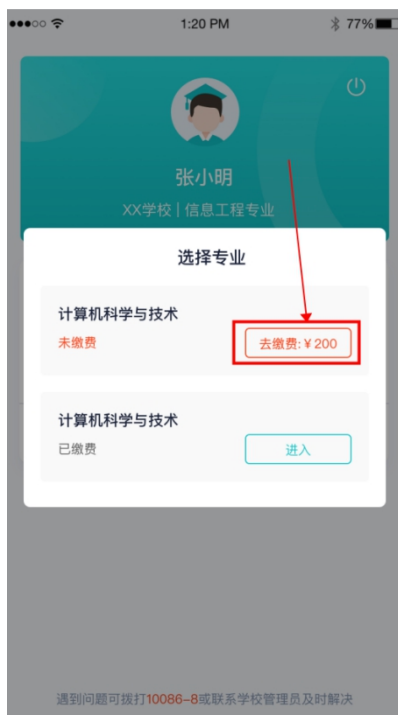 1:20 PM
77%
张小明
XX学校 | 信息工程专业
选择专业
计算机科学与技术
未缴费
去缴费:¥200
计算机科学与技术
已缴费
进入
遇到问题可拨打10086-8或联系学校管理员及时解决